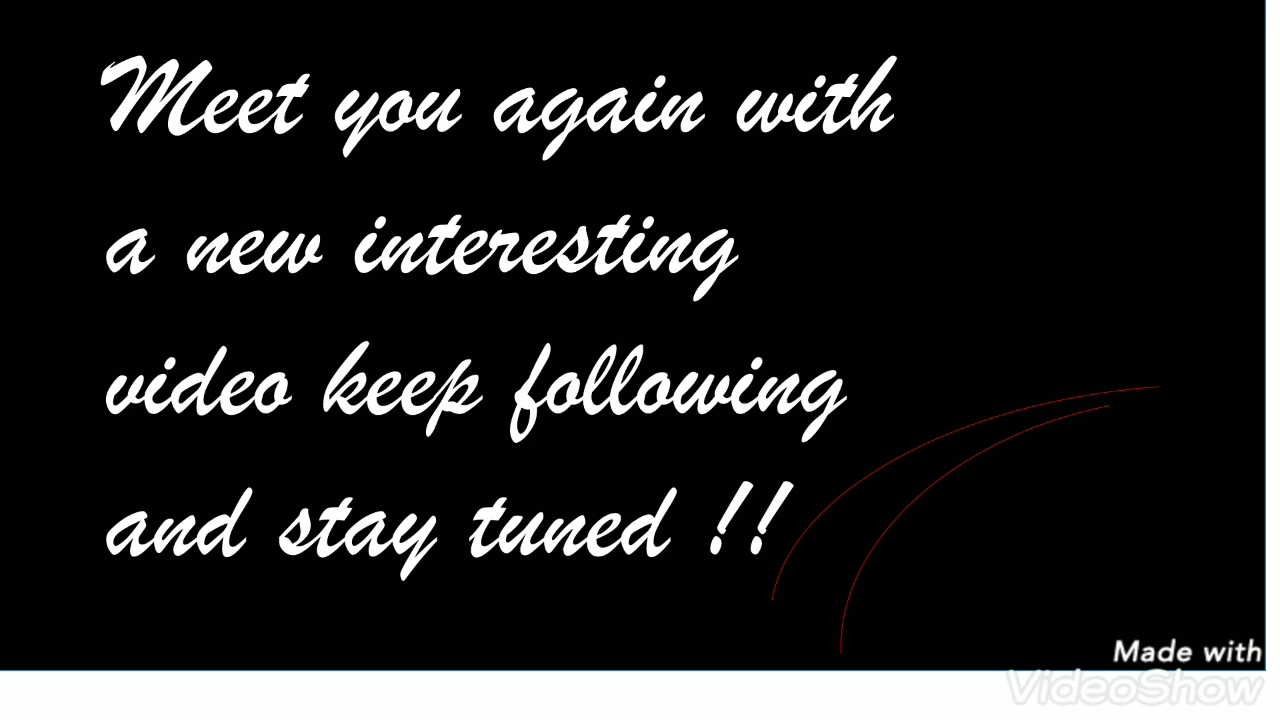 Meet you again with
a new interesting
video keep following
and stay tuned !!
Made with
VideoShow